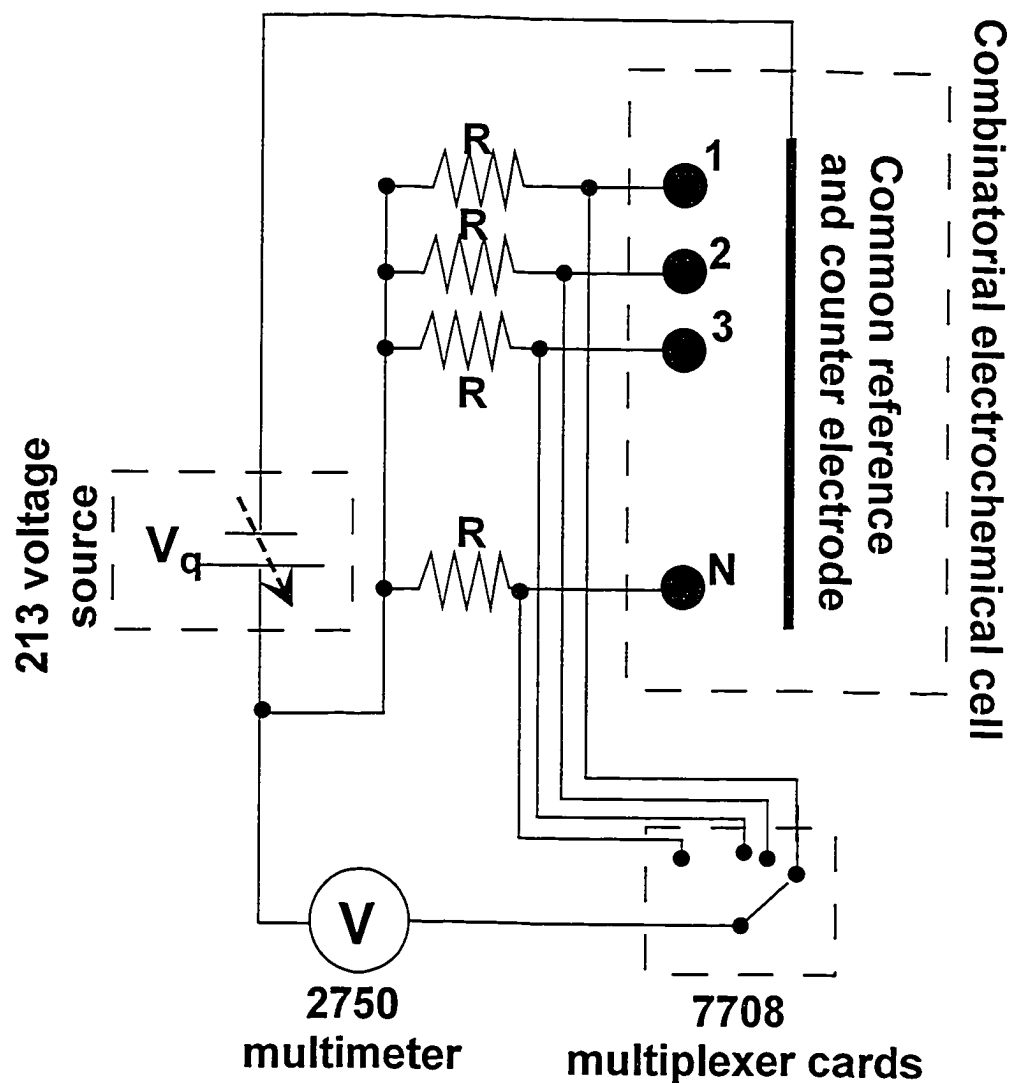 Combinatorial electrochemical cell
Common reference
and counter electrode
R
1
R
2
3
R
R
N
213 voltage
source
Vq
V
2750
multimeter
7708
multiplexer cards